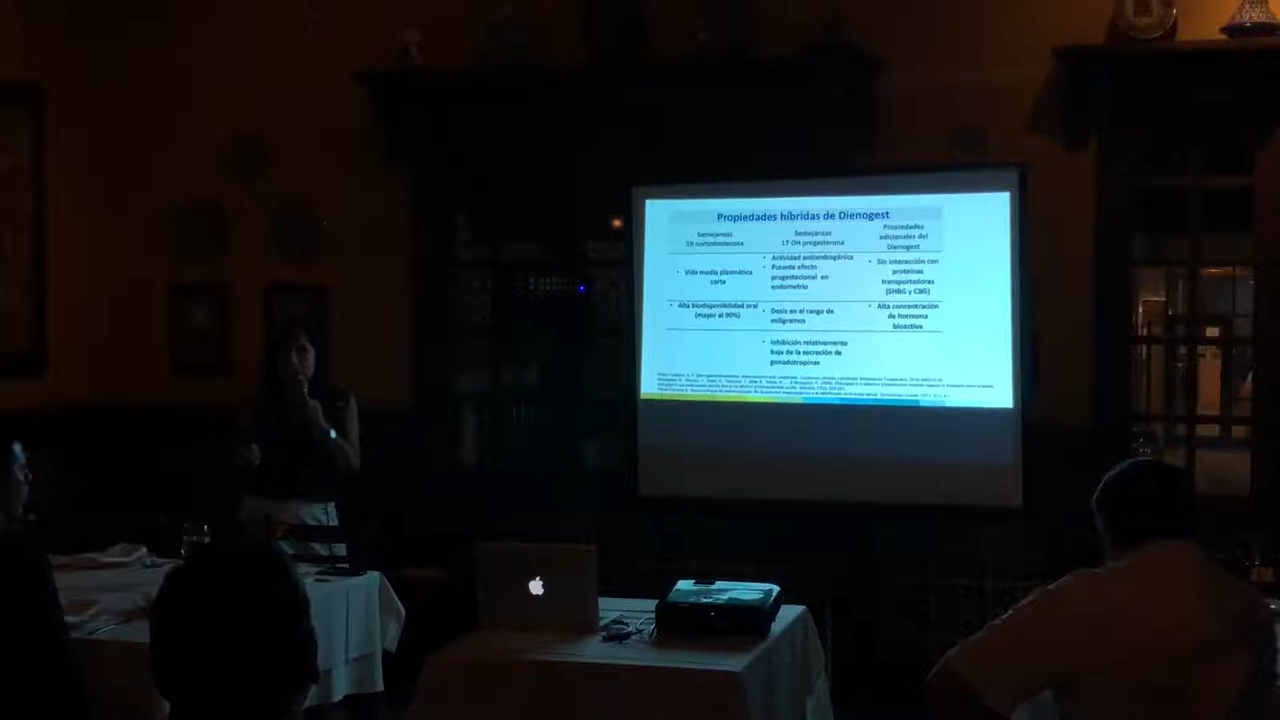 Propiedades híbridas de Dienogest
Semejanzas
19 nortestosterona
Semejanzas
17 OH progesterona
Propiedades
adicionales del
Dienogest
• Vida media plasmática
corta
• Actividad antiandrogénica
• Potente efecto
progestacional en
endometrio
• Sin interacción con
proteínas
transportadoras
(SHBG y CBG)
• Alta biodisponibilidad oral
(mayor al 90%)
• Dosis en el rango de
miligramos
• Alta concentración
de hormona
bioactiva
• Inhibición relativamente
baja de la secreción de
gonadotropinas